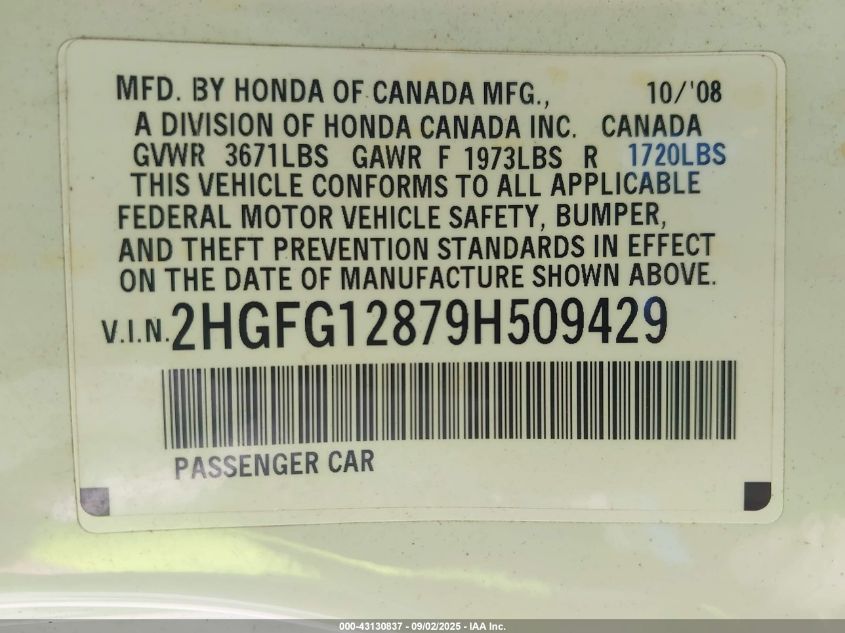 MFD. BY HONDA OF CANADA MFG., 10/'08
A DIVISION OF HONDA CANADA INC. CANADA
GVWR 3671LBS GAWR F 1973LBS R 1720LBS
THIS VEHICLE CONFORMS TO ALL APPLICABLE
FEDERAL MOTOR VEHICLE SAFETY, BUMPER,
AND THEFT PREVENTION STANDARDS IN EFFECT
ON THE DATE OF MANUFACTURE SHOWN ABOVE.
V.I.N. 2HGFG12879H509429
PASSENGER CAR
000-43130837 - 09/02/2025 - IAA Inc.